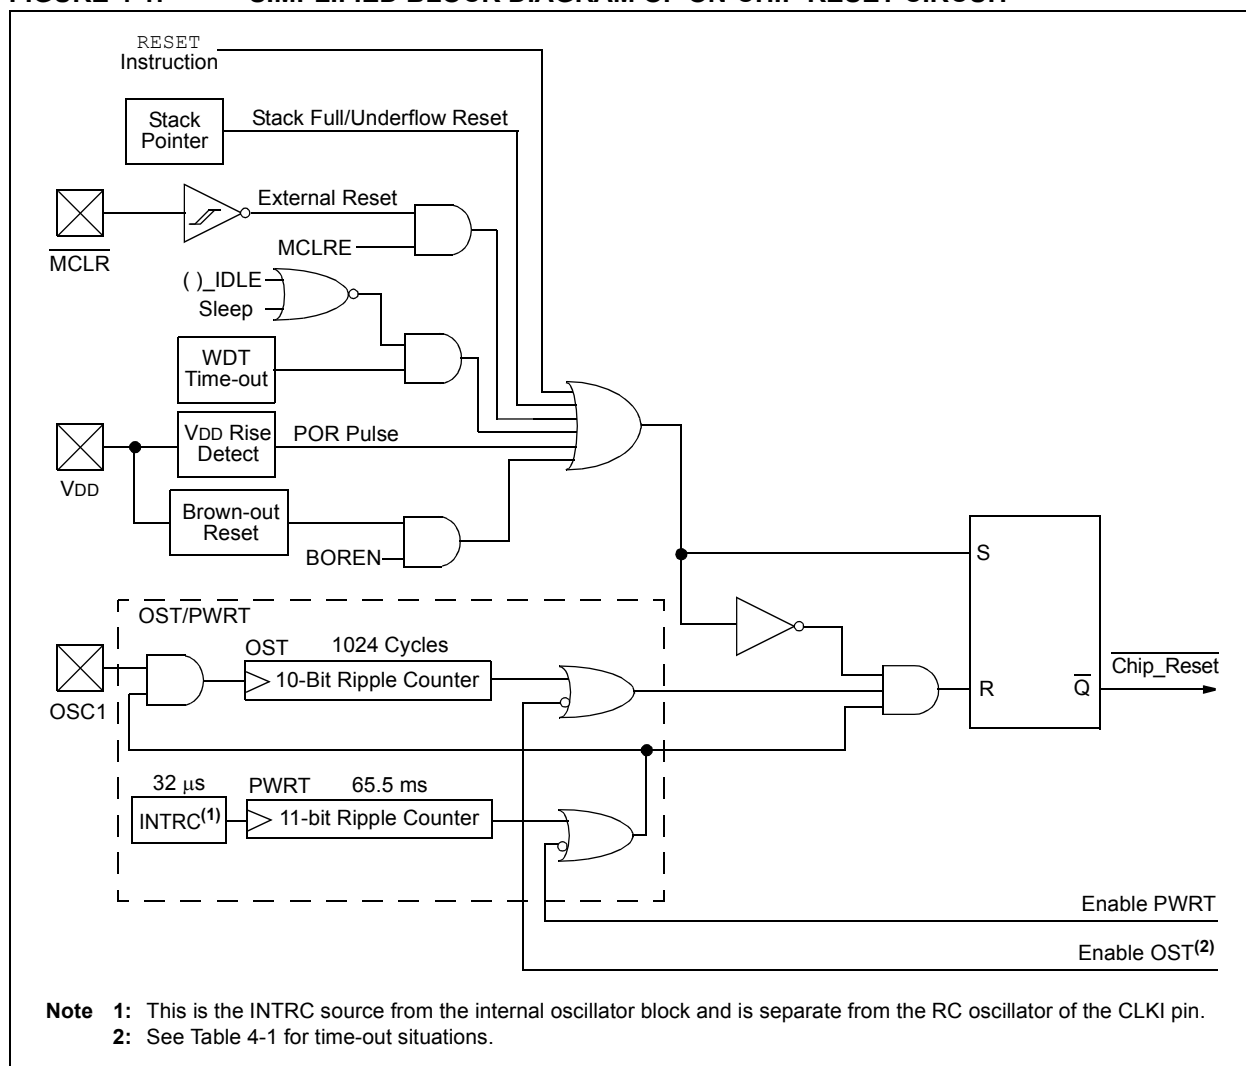 RESET
Instruction
Stack
Pointer
Stack Full/Underflow Reset
External Reset
MCLR
MCLRE
( )_IDLE
Sleep
WDT
Time-out
VDD Rise
Detect
POR Pulse
VDD
Brown-out
Reset
BOREN
S
OST/PWRT
OST 1024 Cycles
10-Bit Ripple Counter
OSC1
Chip_Reset
R Q
32 μs
PWRT 65.5 ms
INTRC(1)
11-bit Ripple Counter
Enable PWRT
Enable OST(2)
Note 1: This is the INTRC source from the internal oscillator block and is separate from the RC oscillator of the CLKI pin.
2: See Table 4-1 for time-out situations.